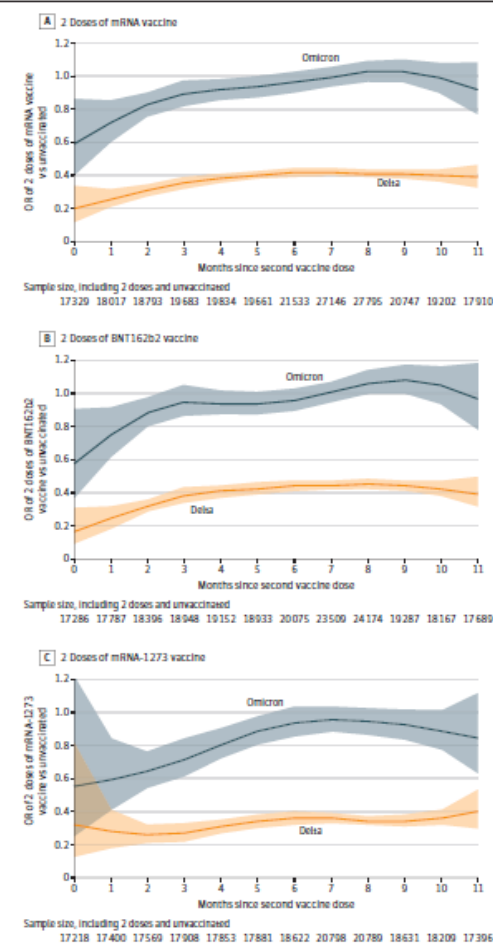 A 2 Doses of mRNA vaccine
OR of 2 doses of mRNA vaccine
vs unvaccinated
1.2
1.0
0.8
0.6
0.4
0.2
0
Omicron
Delta
0 1 2 3 4 5 6 7 8 9 10 11
Months since second vaccine dose
Sample size, including 2 doses and unvaccinated
17329 18017 18793 19683 19834 19661 21533 27146 27795 20747 19202 17910
B 2 Doses of BNT162b2 vaccine
OR of 2 doses of BNT162b2
vaccine vs unvaccinated
1.2
1.0
0.8
0.6
0.4
0.2
0
Omicron
Delta
0 1 2 3 4 5 6 7 8 9 10 11
Months since second vaccine dose
Sample size, including 2 doses and unvaccinated
17286 17787 18396 18948 19152 18933 20075 23509 24174 19287 18167 17689
C 2 Doses of mRNA-1273 vaccine
OR of 2 doses of mRNA-1273
vaccine vs unvaccinated
1.2
1.0
0.8
0.6
0.4
0.2
0
Omicron
Delta
0 1 2 3 4 5 6 7 8 9 10 11
Months since second vaccine dose
Sample size, including 2 doses and unvaccinated
17218 17400 17569 17908 17853 17881 18622 20798 20789 18631 18209 17396